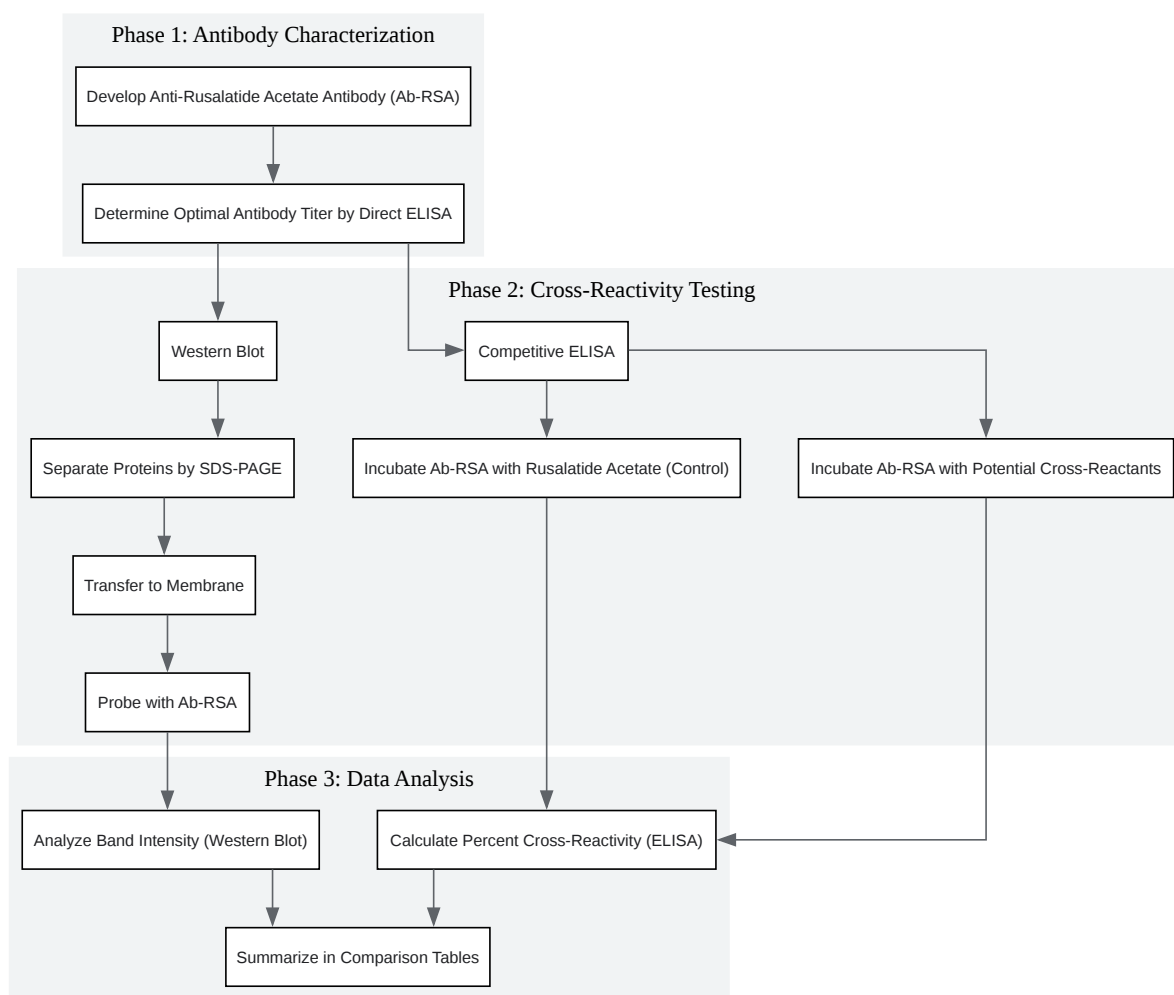 Phase 1: Antibody Characterization
Develop Anti-Rusalatide Acetate Antibody (Ab-RSA)
Determine Optimal Antibody Titer by Direct ELISA
Phase 2: Cross-Reactivity Testing
Western Blot
Competitive ELISA
Separate Proteins by SDS-PAGE
Incubate Ab-RSA with Rusalatide Acetate (Control)
Incubate Ab-RSA with Potential Cross-Reactants
Transfer to Membrane
Probe with Ab-RSA
Phase 3: Data Analysis
Analyze Band Intensity (Western Blot)
Calculate Percent Cross-Reactivity (ELISA)
Summarize in Comparison Tables